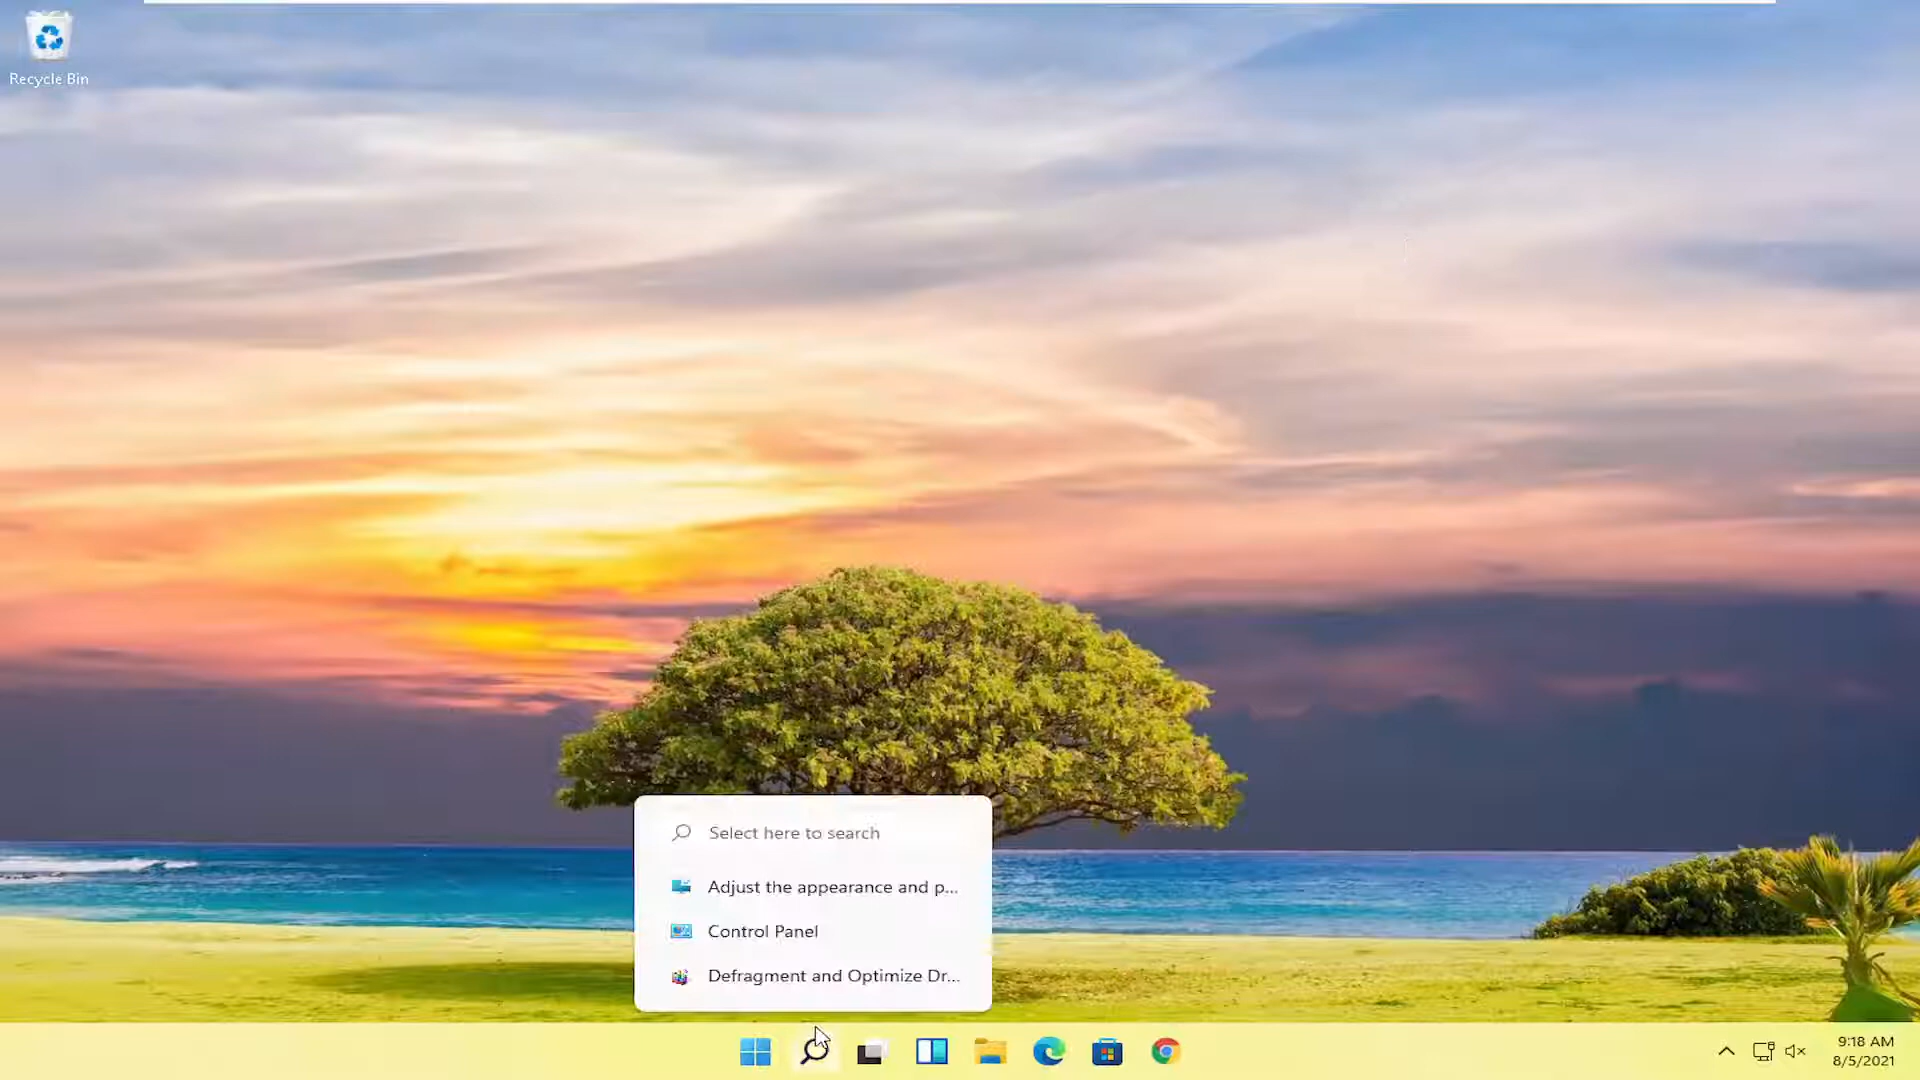 Recycle Bin
Select here to search
Adjust the appearance and p...
Control Panel
Defragment and Optimize Dr...
9:18 AM
8/5/2021